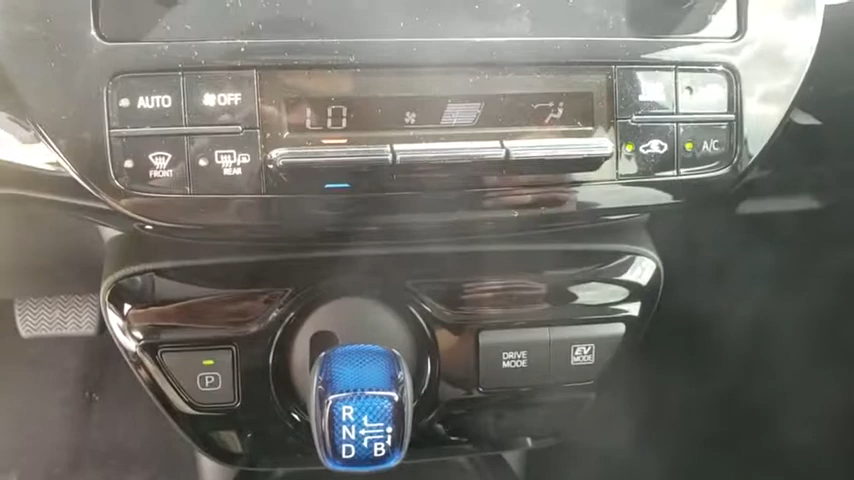 AUTO
OFF
LO
FRONT
REAR
A/C
P
DRIVE
MODE
EV
MODE
R
N
D
B